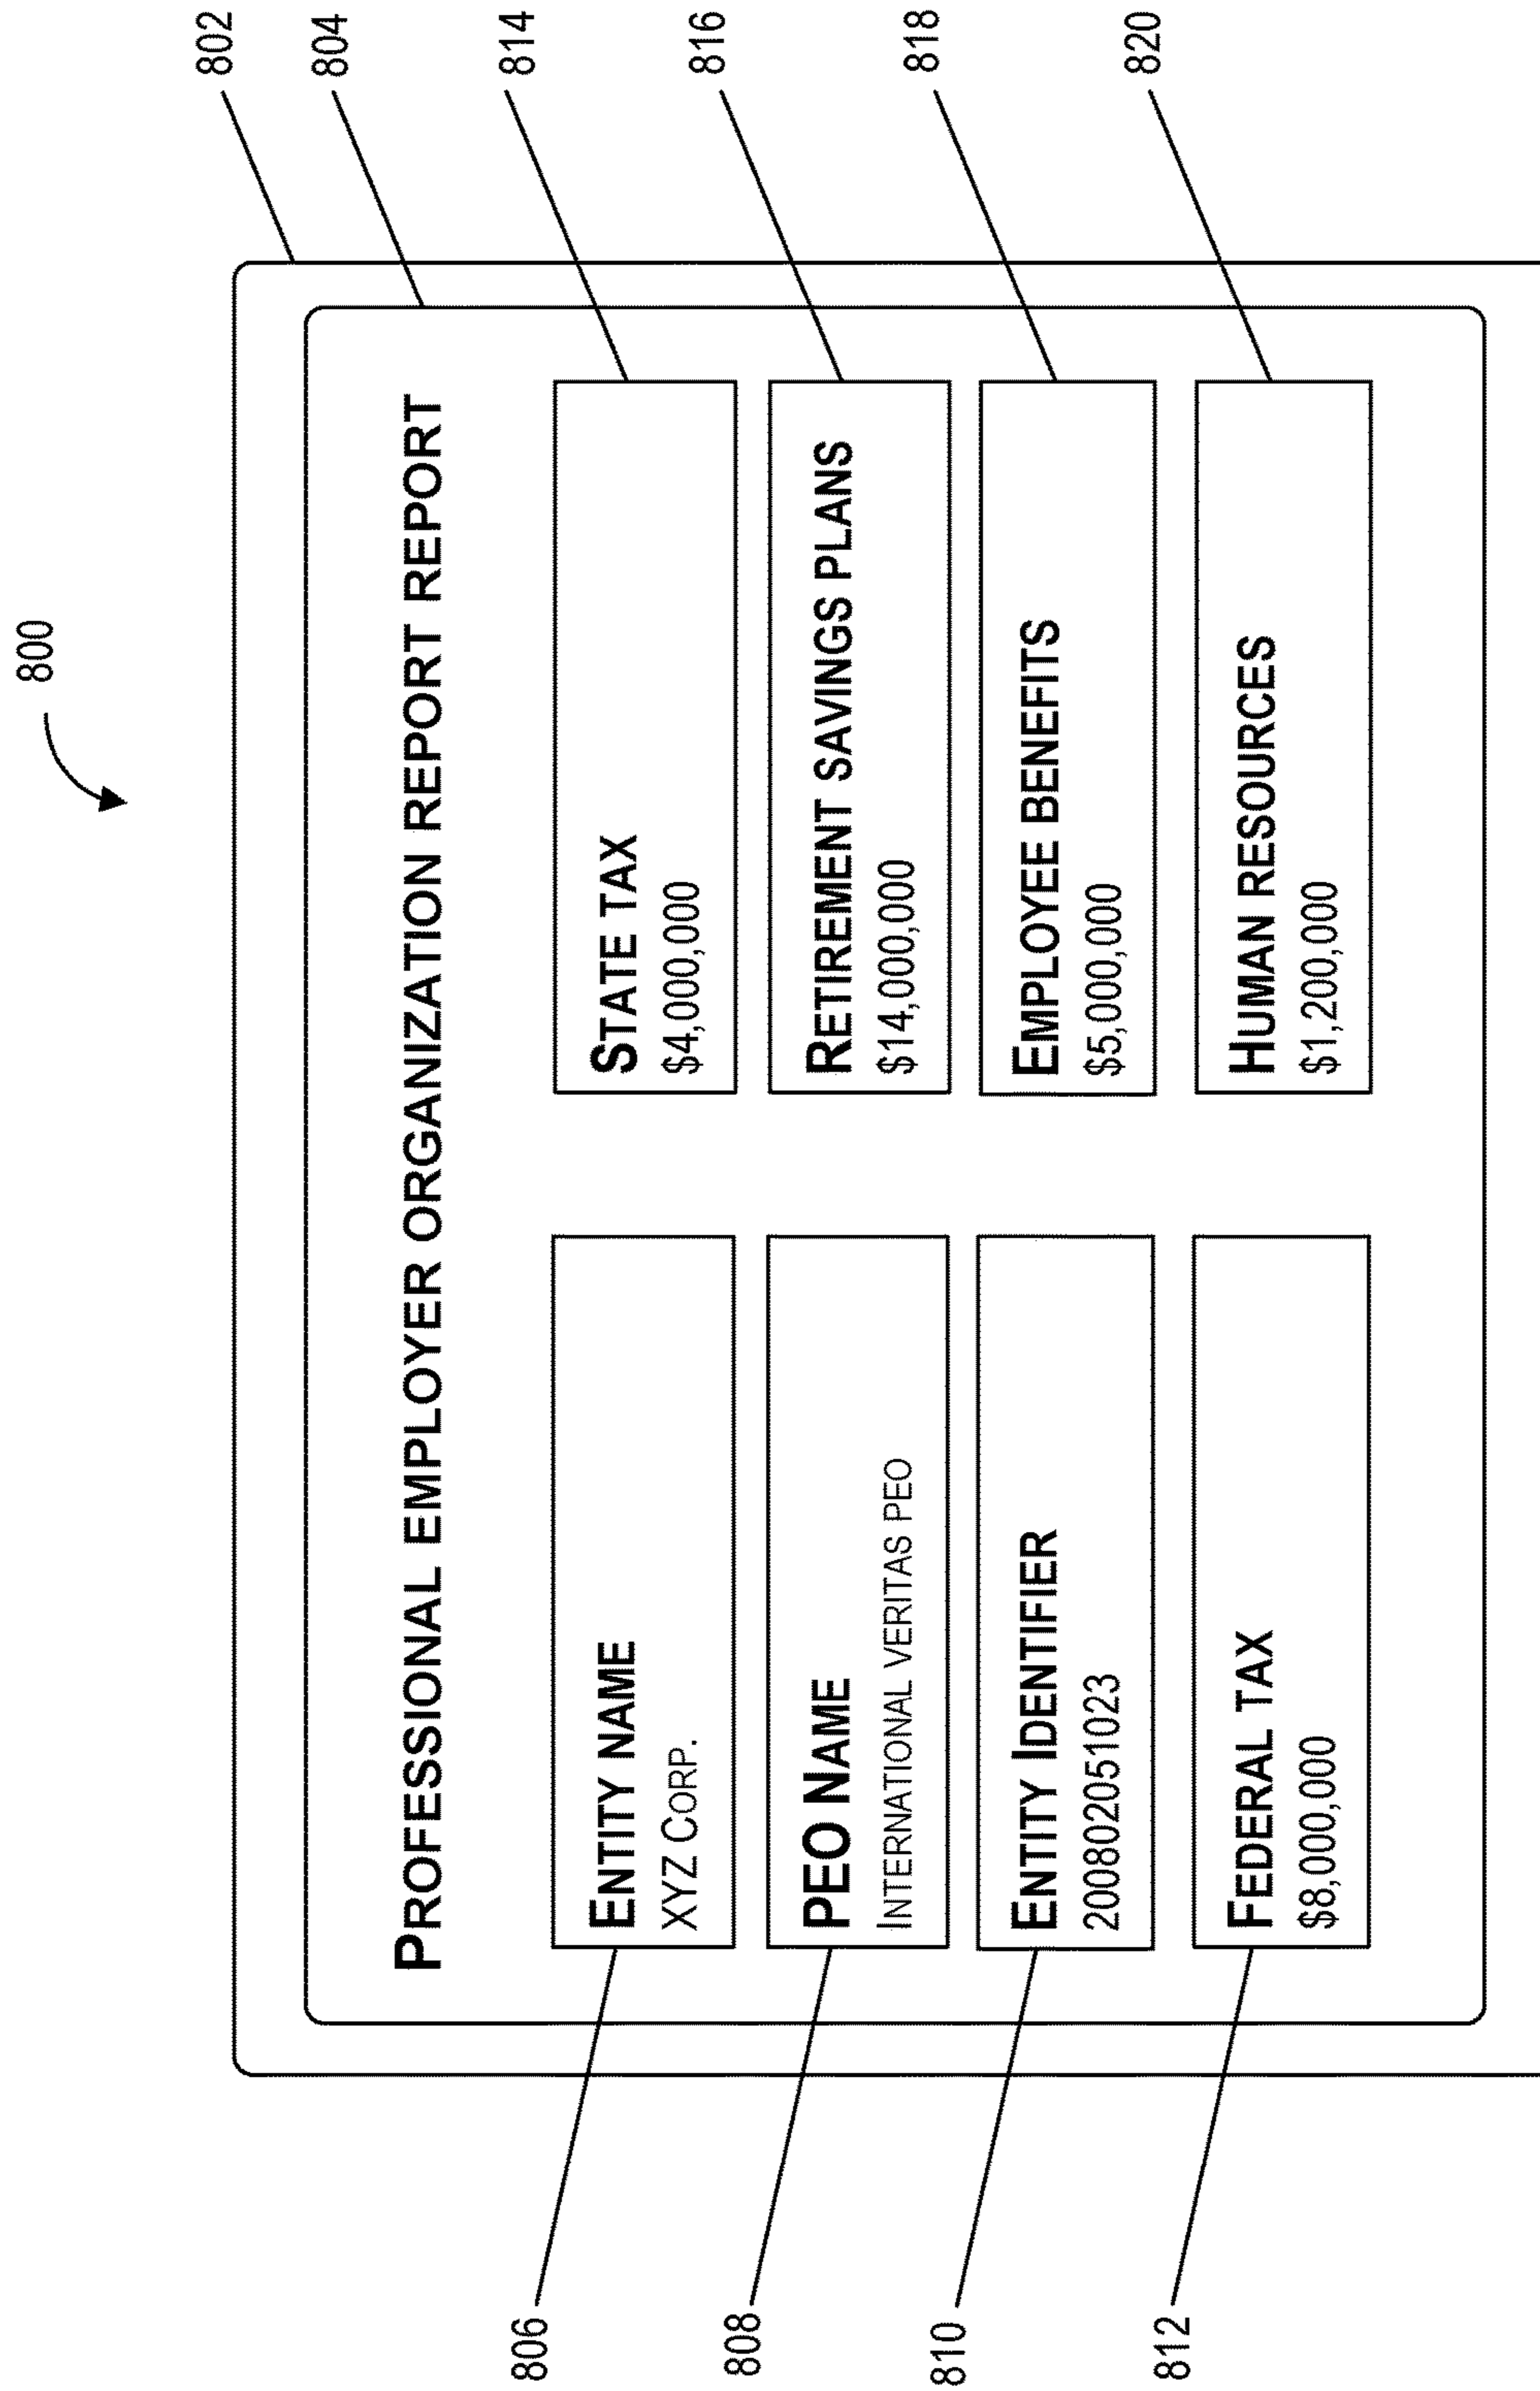 800
802
804
PROFESSIONAL EMPLOYER ORGANIZATION REPORT REPORT
806
ENTITY NAME
XYZ CORP.
808
PEO NAME
INTERNATIONAL VERITAS PEO
810
ENTITY IDENTIFIER
200802051023
812
FEDERAL TAX
$8,000,000
814
STATE TAX
$4,000,000
816
RETIREMENT SAVINGS PLANS
$14,000,000
818
EMPLOYEE BENEFITS
$5,000,000
820
HUMAN RESOURCES
$1,200,000